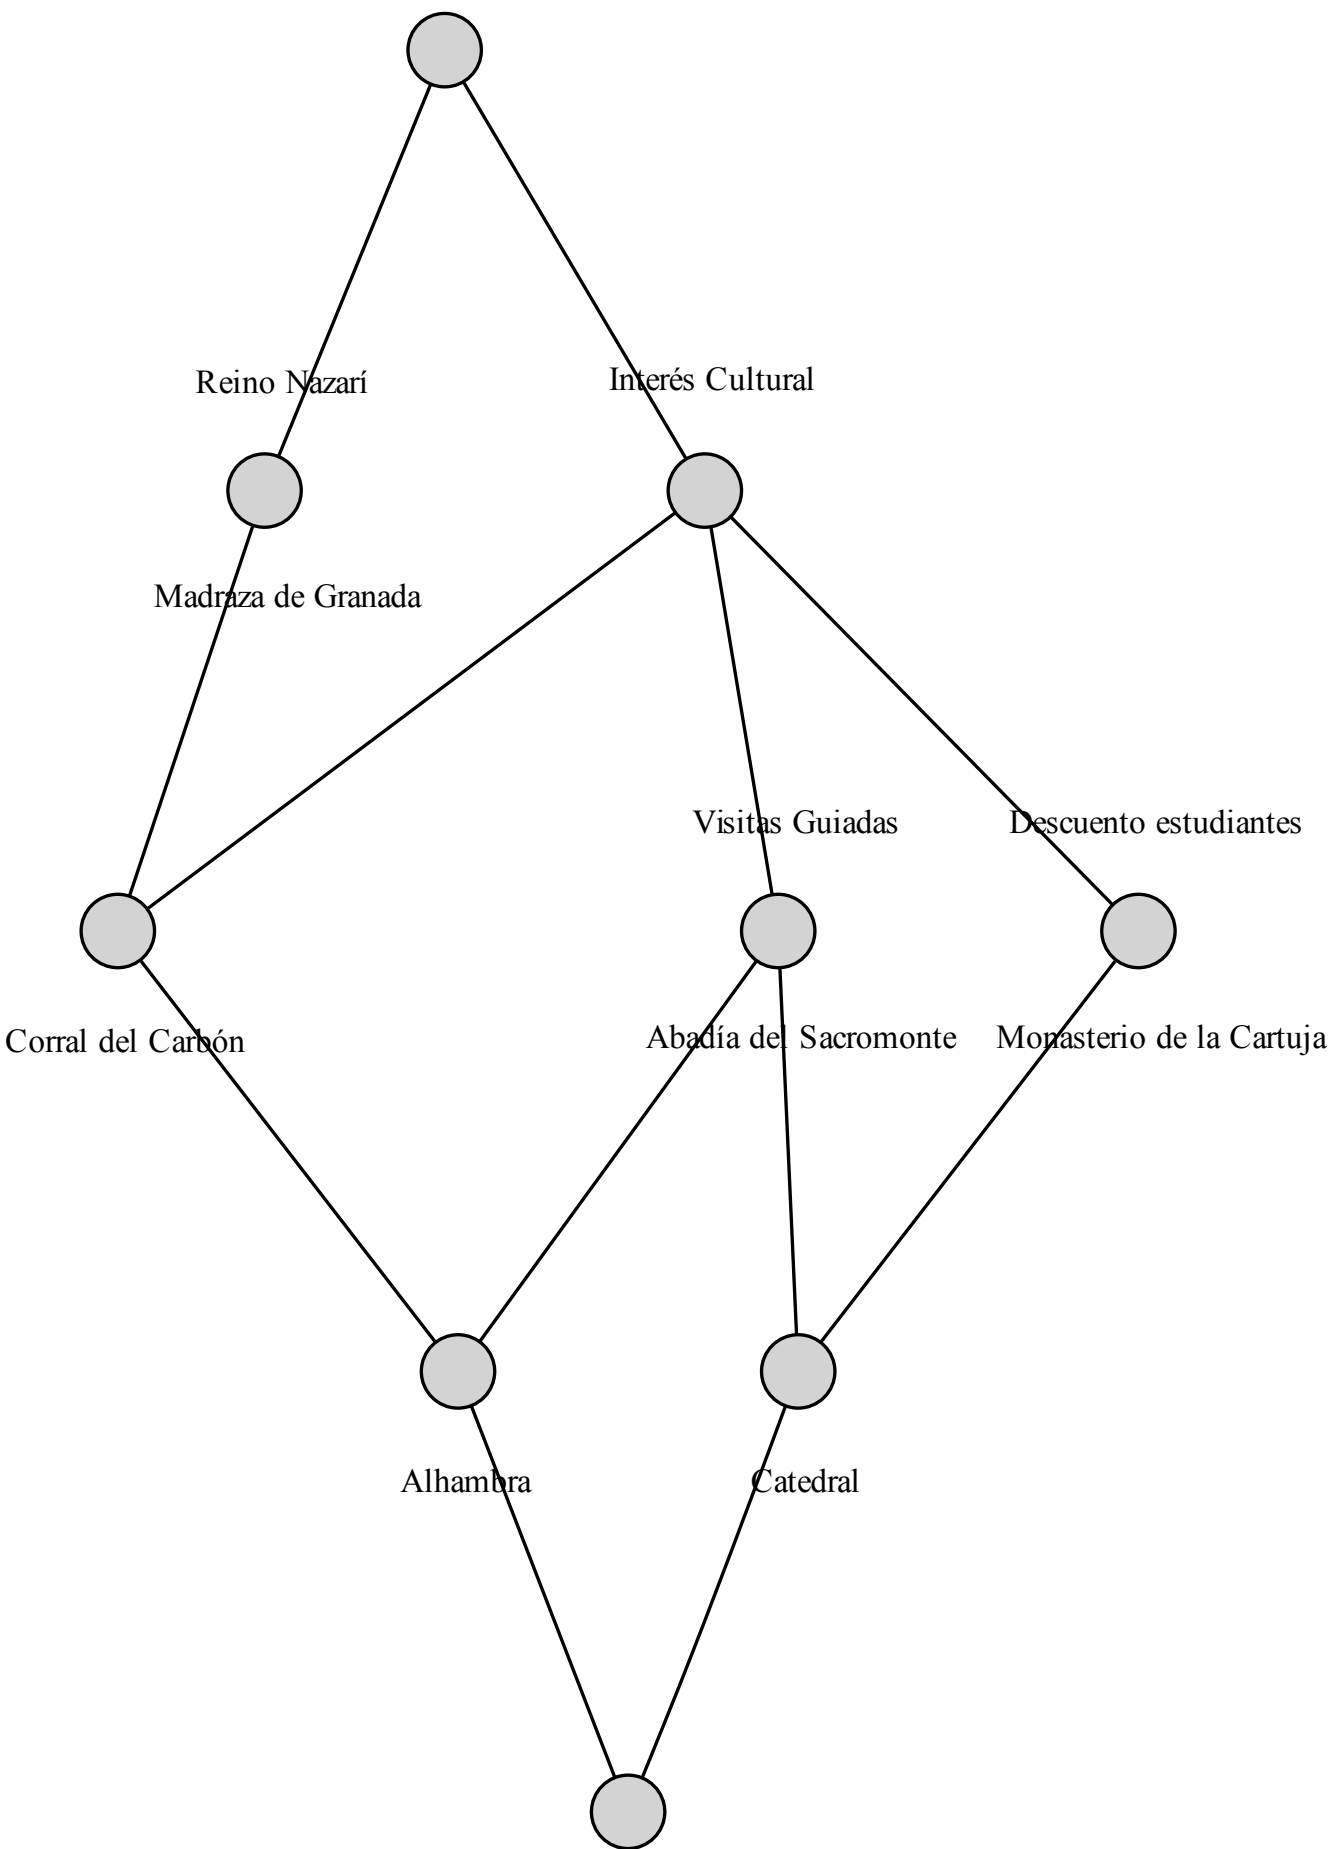 Reino Nazarí
Interés Cultural
Madraza de Granada
Visitas Guiadas
Descuento estudiantes
Corral del Carbón
Abadía del Sacromonte
Monasterio de la Cartuja
Alhambra
Catedral